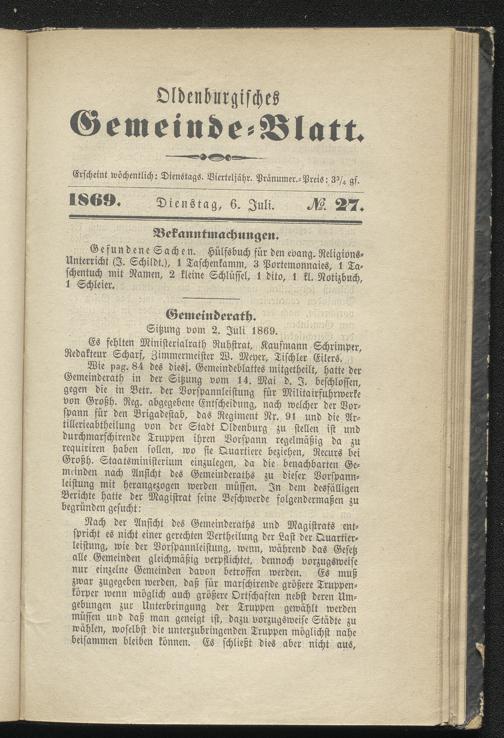 Oldenburgisches
Gemeinde-Blatt.
Erscheint wöchentlich: Dienstags. Vierteljähr. Pränumer.-Preis: 3¾ gs.
1869. Dienstag, 6. Juli. №. 27.
Bekanntmachungen.
Gefundene Sachen. Hülfsbuch für den evang. Religions-
Unterricht (J. Schildt.), 1 Taschenkamm, 3 Portemonnaies, 1 Ta-
schentuch mit Namen, 2 kleine Schlüssel, 1 dito, 1 kl. Notizbuch,
1 Schleier.
Gemeinderath.
Sitzung vom 2. Juli 1869.
Es fehlten Ministerialrath Ruhstrat, Kaufmann Schrimper,
Redakteur Scharf, Zimmermeister W. Meyer, Tischler Eilers.
Wie pag. 84 des diesj. Gemeindeblattes mitgetheilt, hatte der
Gemeinderath in der Sitzung vom 14. Mai d. J. beschlossen,
gegen die in Betr. der Vorspannleistung für Militairfuhrwerke
von Großh. Reg. abgegebene Entscheidung, nach welcher der Vor-
spann für den Brigadestab, das Regiment Nr. 91 und die Ar-
tillerieabtheilung von der Stadt Oldenburg zu stellen ist und
durchmarschirende Truppen ihren Vorspann regelmäßig da zu
requiriren haben sollen, wo sie Quartiere beziehen, Recurs bei
Großh. Staatsministerium einzulegen, da die benachbarten Ge-
meinden nach Ansicht des Gemeinderaths zu dieser Vorspann-
leistung mit herangezogen werden müssen. In dem desfälligen
Berichte hatte der Magistrat seine Beschwerde folgendermaßen zu
begründen gesucht:
Nach der Ansicht des Gemeinderaths und Magistrats ent-
spricht es nicht einer gerechten Vertheilung der Last der Quartier-
leistung, wie der Vorspannleistung, wenn, während das Gesetz
alle Gemeinden gleichmäßig verpflichtet, dennoch vorzugsweise
nur einzelne Gemeinden davon betroffen werden. Es muß
zwar zugegeben werden, daß für marschirende größere Truppen-
körper wenn möglich auch größere Ortschaften nebst deren Um-
gebungen zur Unterbringung der Truppen gewählt werden
müssen und daß man geneigt ist, dazu vorzugsweise Städte zu
wählen, woselbst die unterzubringenden Truppen möglichst nahe
beisammen bleiben können. Es schließt dies aber nicht aus,